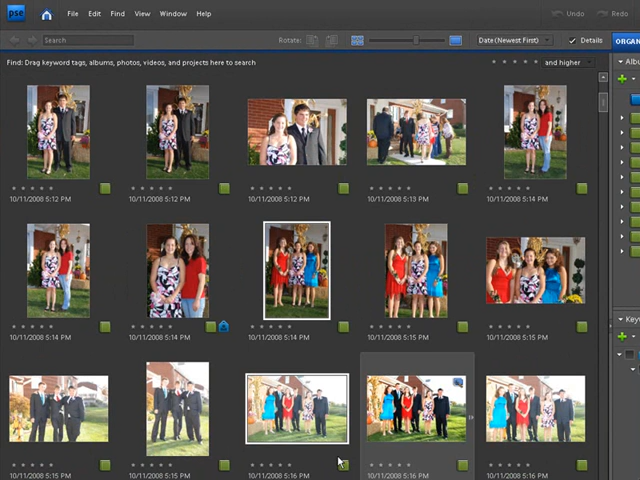 pse File Edit Find View Window Help Undo Redo
Search Rotate: Date (Newest First) Details ORGAN
Find: Drag keyword tags, albums, photos, videos, and projects here to search and higher
Albu
10/11/2008 5:12 PM 10/11/2008 5:12 PM 10/11/2008 5:12 PM 10/11/2008 5:13 PM 10/11/2008 5:14 PM
10/11/2008 5:14 PM 10/11/2008 5:14 PM 10/11/2008 5:14 PM 10/11/2008 5:15 PM 10/11/2008 5:15 PM
Key
10/11/2008 5:15 PM 10/11/2008 5:15 PM 10/11/2008 5:16 PM 10/11/2008 5:16 PM 10/11/2008 5:16 PM